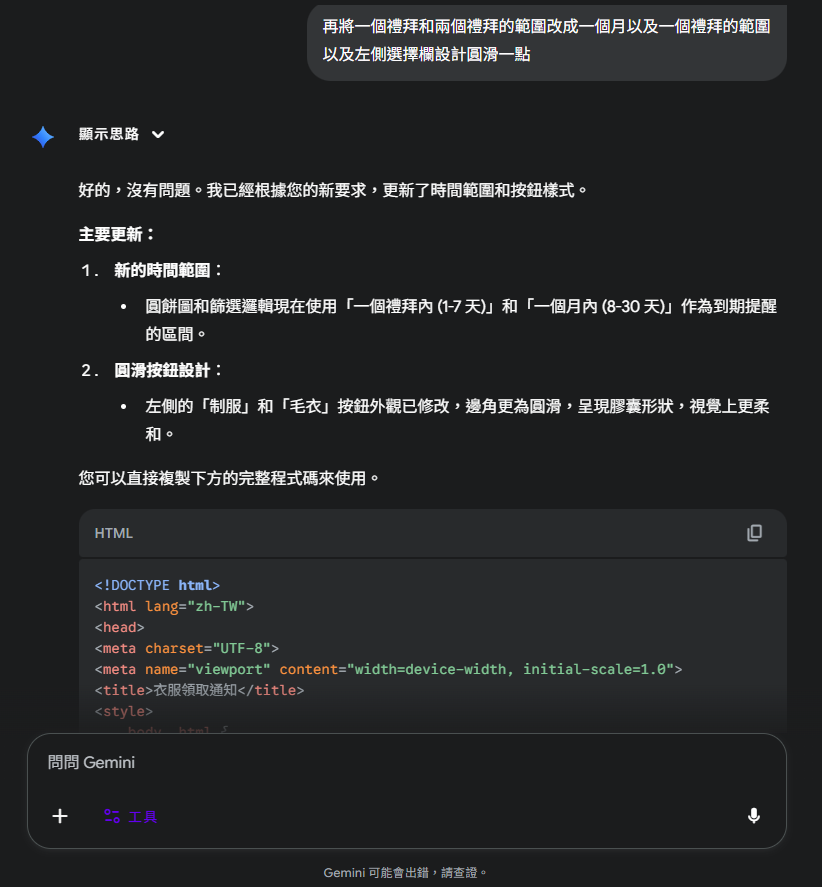 再將一個禮拜和兩個禮拜的範圍改成一個月以及一個禮拜的範圍
以及左側選擇欄設計圓滑一點
顯示思路
好的，沒有問題。我已經根據您的新要求，更新了時間範圍和按鈕樣式。
主要更新：
1. 新的時間範圍：
• 圓餅圖和篩選邏輯現在使用「一個禮拜內 (1-7 天)」和「一個月內 (8-30 天)」作為到期提醒
的區間。
2. 圓滑按鈕設計：
• 左側的「制服」和「毛衣」按鈕外觀已修改，邊角更為圓滑，呈現膠囊形狀，視覺上更柔
和。
您可以直接複製下方的完整程式碼來使用。
HTML
<!DOCTYPE html>
<html lang="zh-TW">
<head>
<meta charset="UTF-8">
<meta name="viewport" content="width=device-width, initial-scale=1.0">
<title>衣服領取通知</title>
<style>
body, html {
問問 Gemini
工具
Gemini 可能會出錯，請查證。